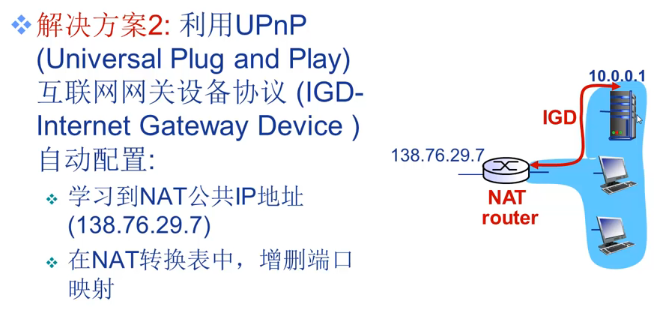 解决方案2: 利用UPnP
(Universal Plug and Play)
互联网网关设备协议 (IGD-
Internet Gateway Device )
自动配置:
学习到NAT公共IP地址
(138.76.29.7)
在NAT转换表中，增删端口
映射
10.0.0.1
IGD
138.76.29.7
NAT
router